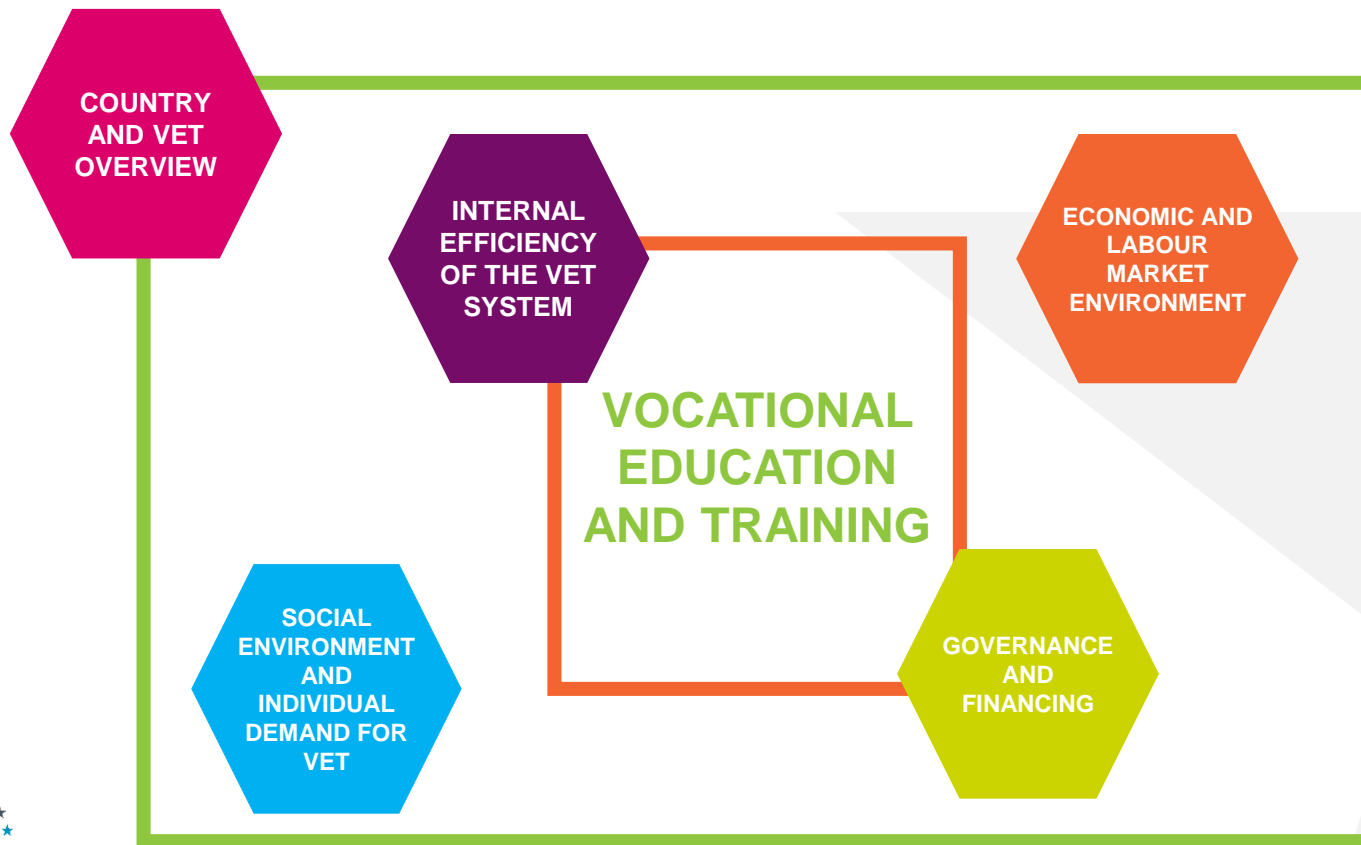 COUNTRY
AND VET
OVERVIEW
INTERNAL
EFFICIENCY
OF THE VET
SYSTEM
ECONOMIC AND
LABOUR
MARKET
ENVIRONMENT
VOCATIONAL
EDUCATION
AND TRAINING
SOCIAL
ENVIRONMENT
AND
INDIVIDUAL
DEMAND FOR
VET
GOVERNANCE
AND
FINANCING